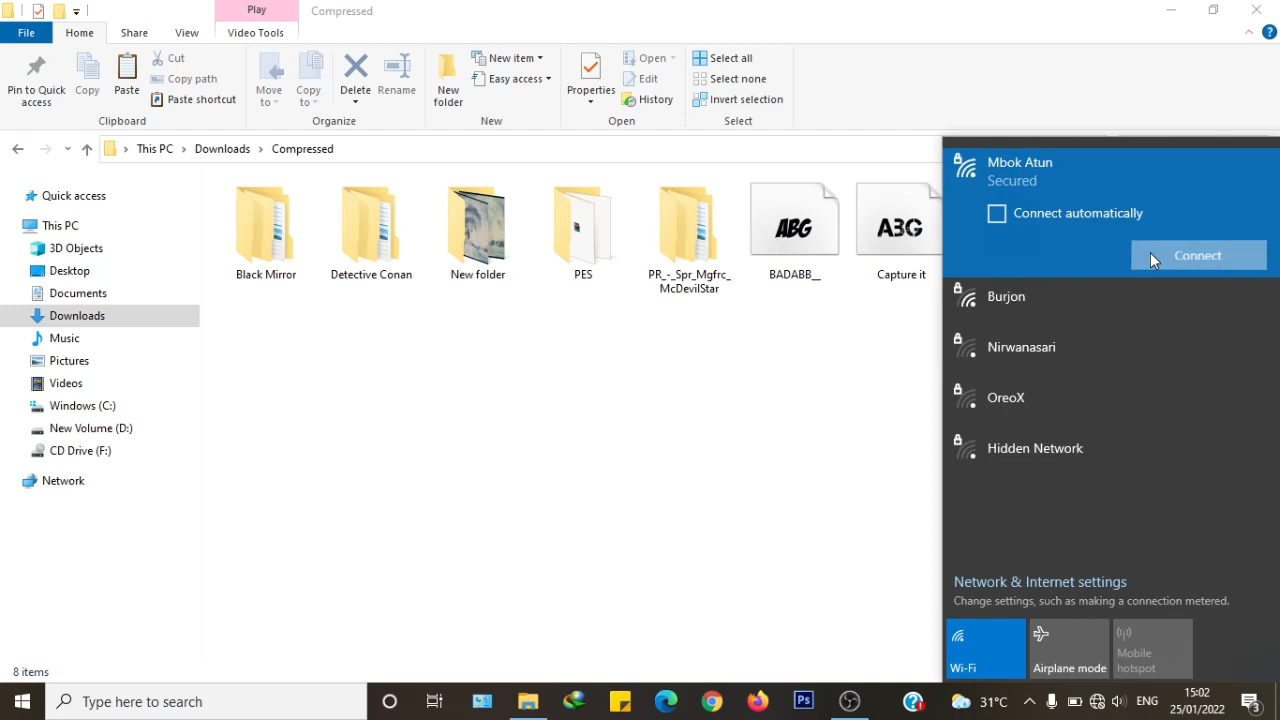 Play
Compressed
File
Home
Share
View
Video Tools
Pin to Quick
access
Copy
Paste
Cut
Copy path
Paste shortcut
Clipboard
Move
to
Copy
to
Delete
Rename
Organize
New
folder
New item
Easy access
New
Properties
Open
Edit
History
Open
Select all
Select none
Invert selection
Select
This PC
Downloads
Compressed
Quick access
This PC
3D Objects
Desktop
Documents
Downloads
Music
Pictures
Videos
Windows (C:)
New Volume (D:)
CD Drive (F:)
Network
Black Mirror
Detective Conan
New folder
PES
PR_-_Spr_Mgfrc_
McDevilStar
ABG
BADABB__
A3G
Capture it
Mbok Atun
Secured
Connect automatically
Connect
Burjon
Nirwanasari
OreoX
Hidden Network
Network & Internet settings
Change settings, such as making a connection metered.
Wi-Fi
Airplane mode
Mobile
hotspot
8 items
Type here to search
Ps
31°C
ENG
15:02
25/01/2022
3